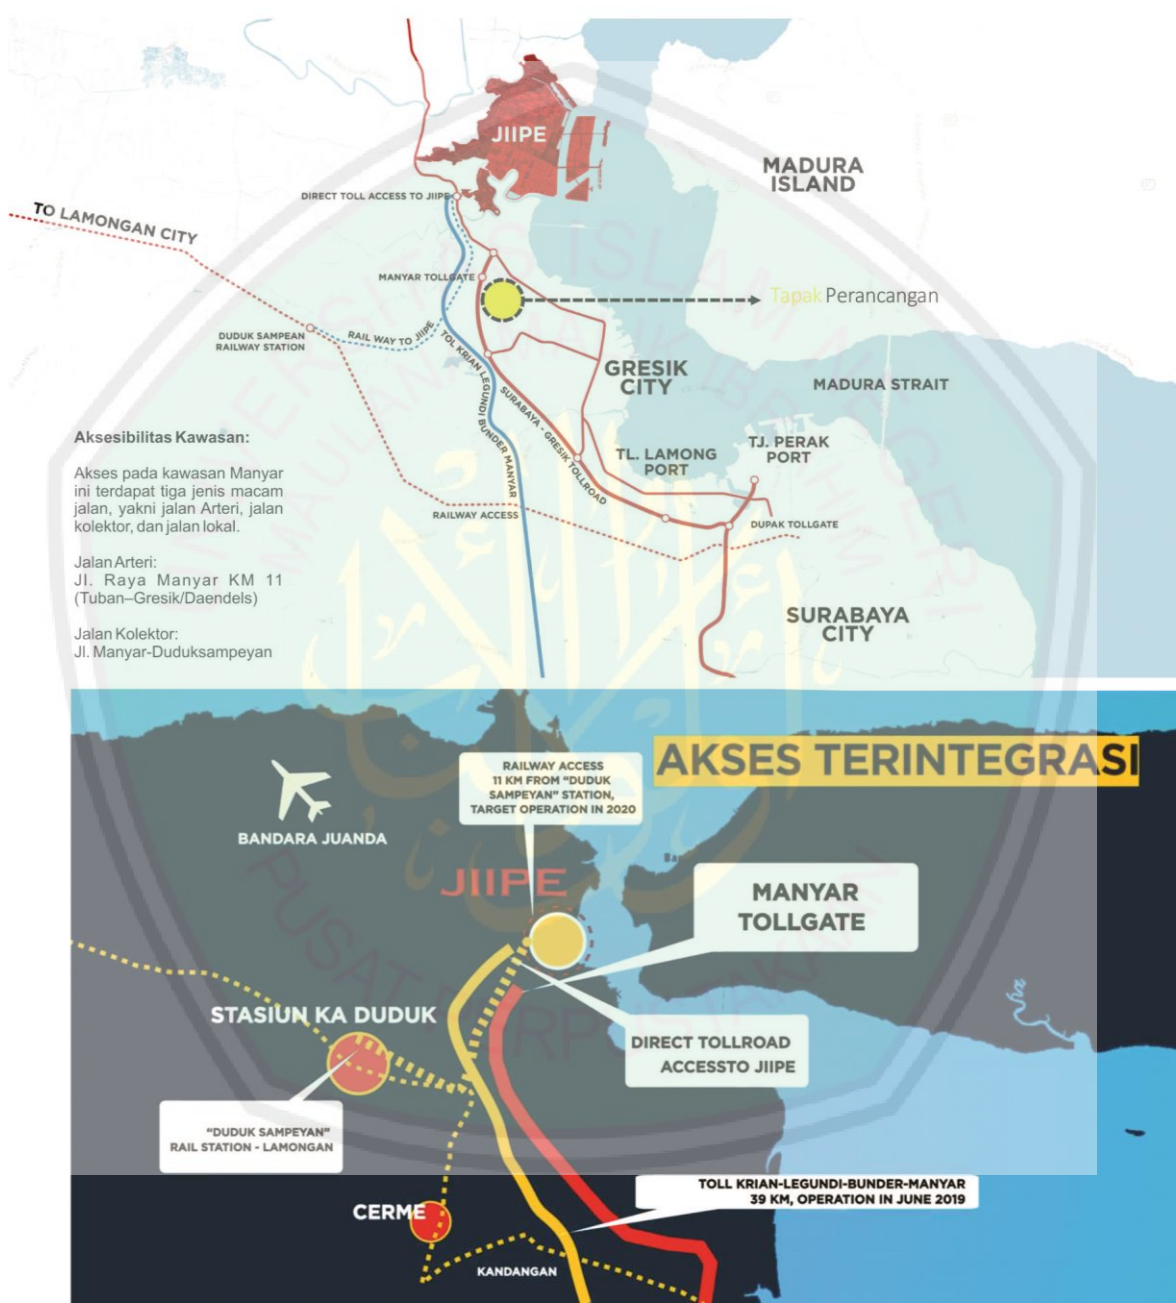 JIIPE
MADURA
ISLAND
DIRECT TOLL ACCESS TO JIIPE
TO LAMONGAN CITY
MANYAR TOLLGATE
Tapak Perancangan
DUDUK SAMPEAN
RAILWAY STATION
RAIL WAY TO JIIPE
TOL KRIAN LEGUNDI BUNDER MANYAR
GRESIK
CITY
MADURA STRAIT
SURABAYA - GRESIK TOLLROAD
TL. LAMONG
PORT
TJ. PERAK
PORT
RAILWAY ACCESS
DUPAK TOLLGATE
SURABAYA
CITY
Aksesibilitas Kawasan:
Akses pada kawasan Manyar
ini terdapat tiga jenis macam
jalan, yakni jalan Arteri, jalan
kolektor, dan jalan lokal.
Jalan Arteri:
Jl. Raya Manyar KM 11
(Tuban–Gresik/Daendels)
Jalan Kolektor:
Jl. Manyar-Duduksampeyan
AKSES TERINTEGRASI
RAILWAY ACCESS
11 KM FROM “DUDUK
SAMPEYAN” STATION,
TARGET OPERATION IN 2020
BANDARA JUANDA
JIIPE
MANYAR
TOLLGATE
STASIUN KA DUDUK
DIRECT TOLLROAD
ACCESSTO JIIPE
“DUDUK SAMPEYAN”
RAIL STATION - LAMONGAN
TOLL KRIAN-LEGUNDI-BUNDER-MANYAR
39 KM, OPERATION IN JUNE 2019
CERME
KANDANGAN
PUSAT PERPUSTAKAAN